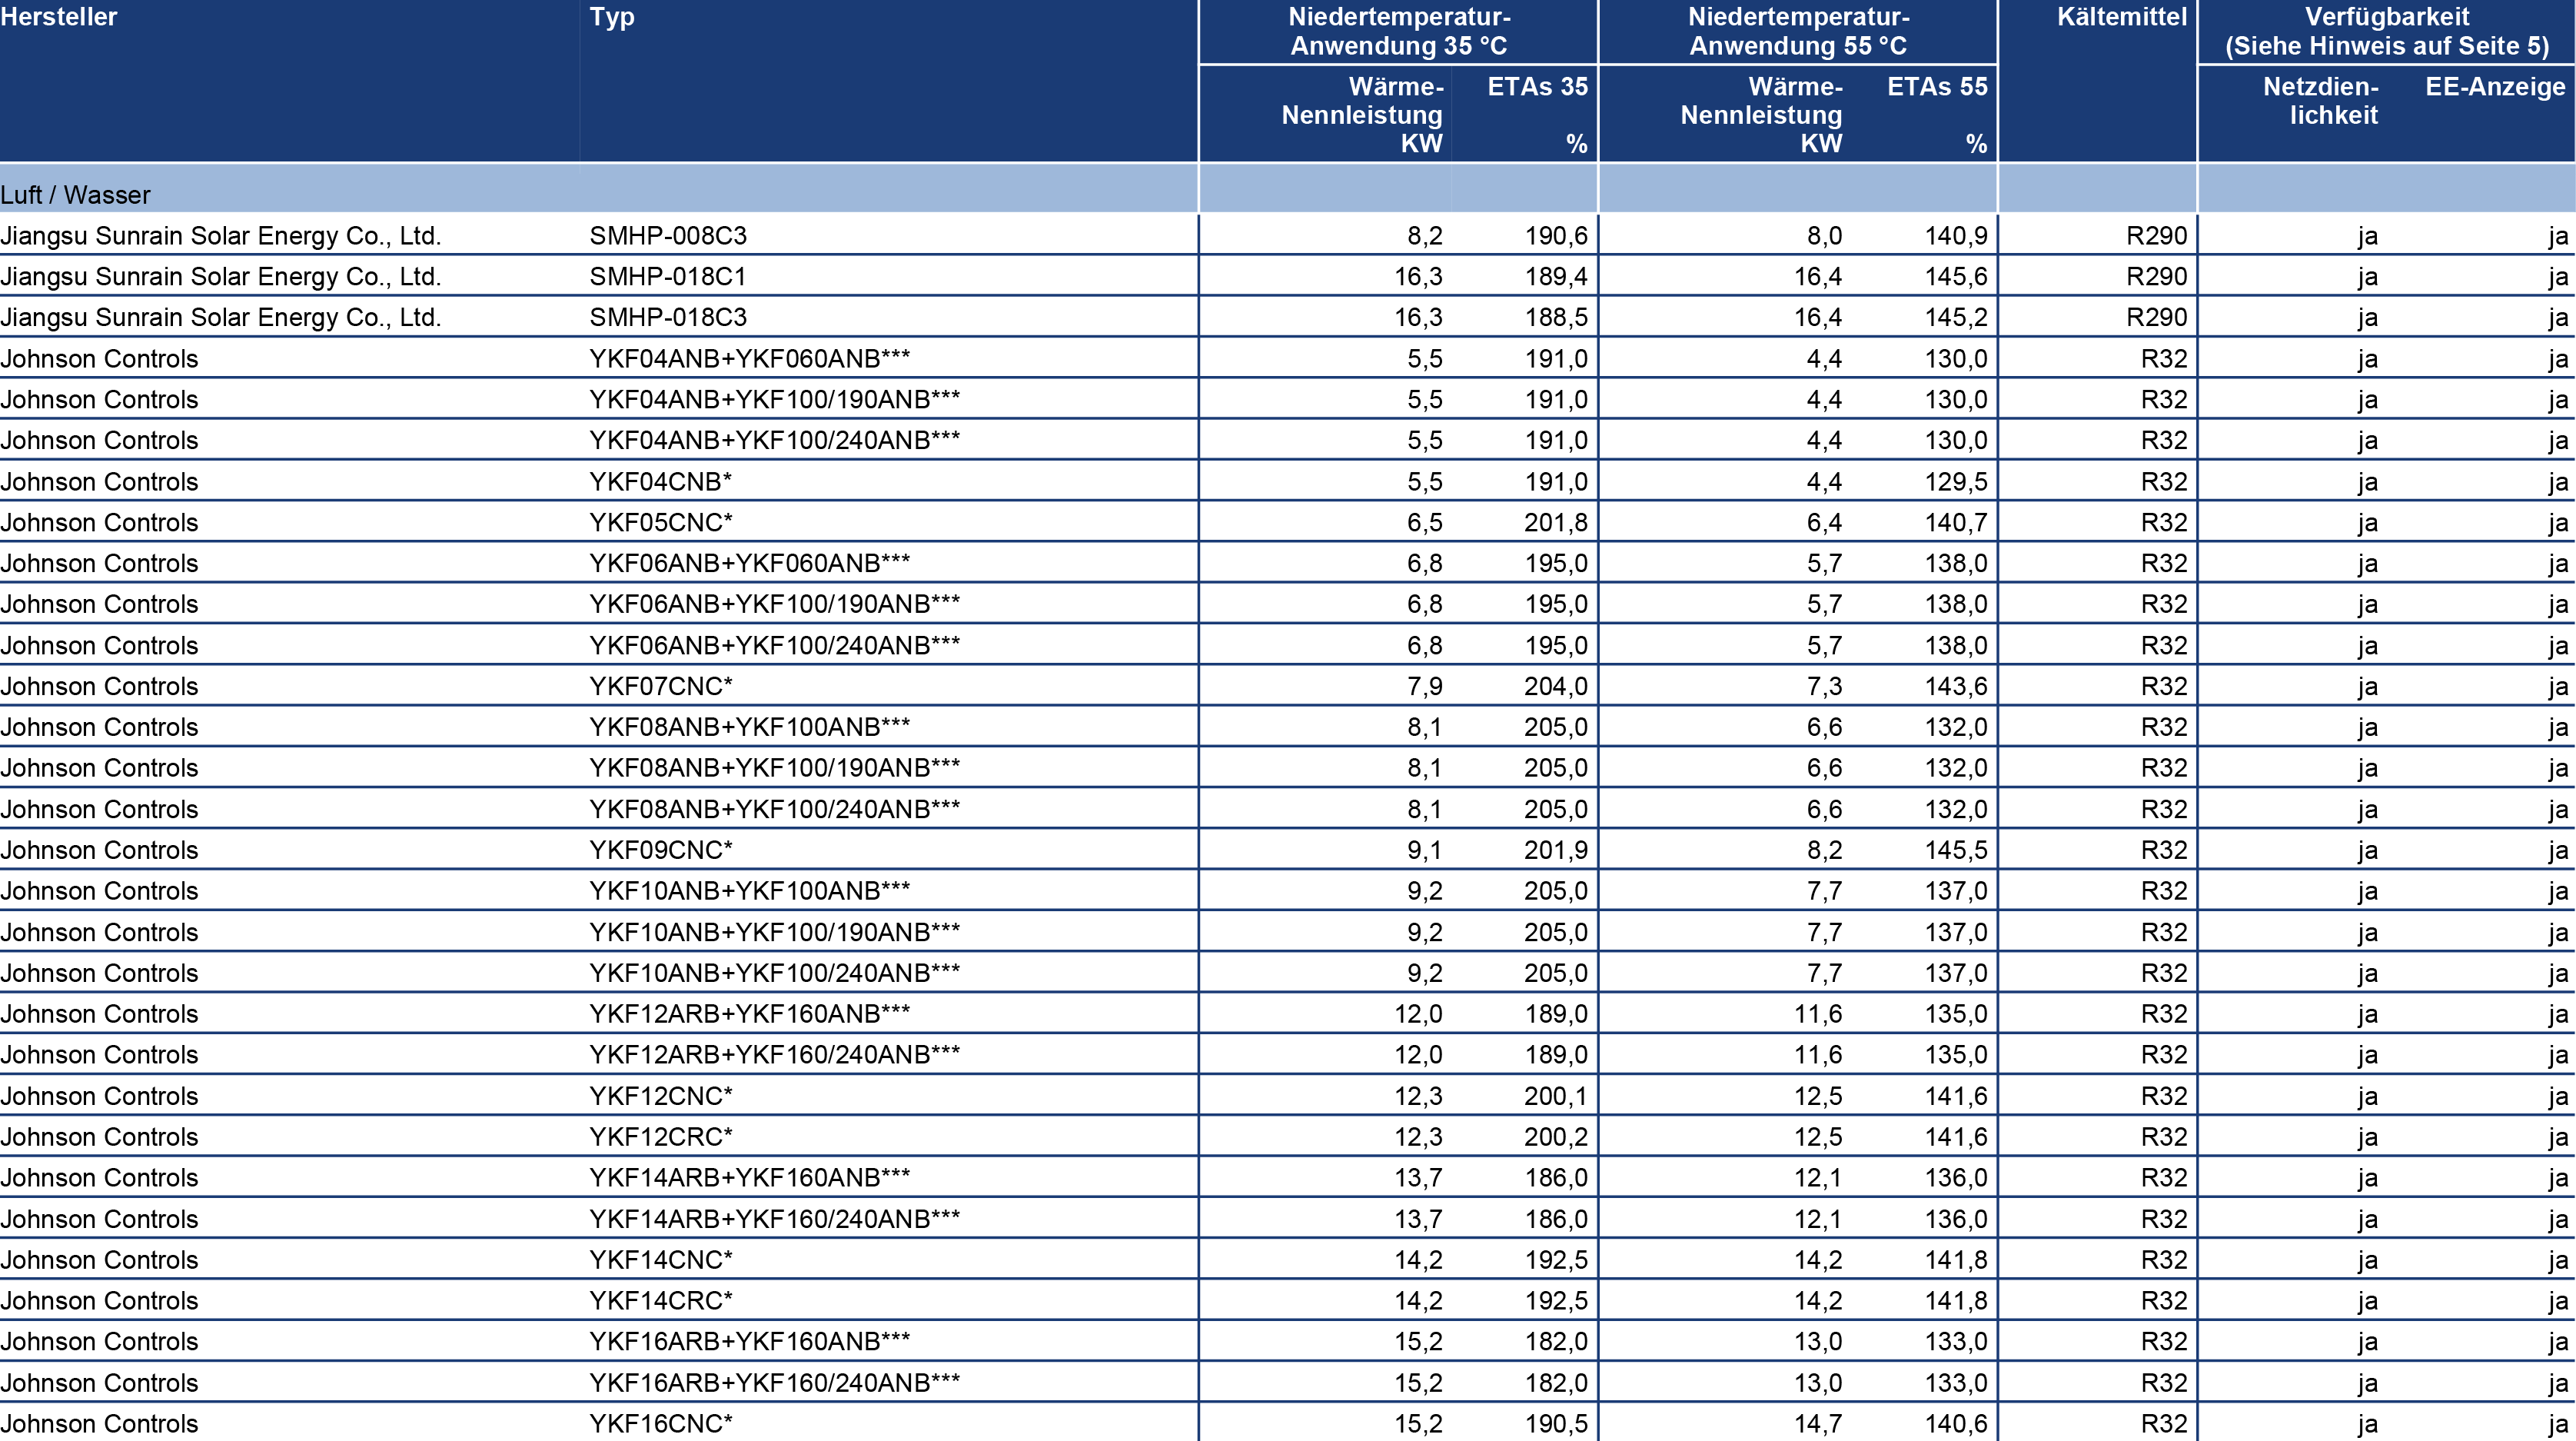 Hersteller Typ Niedertemperatur- Niedertemperatur- Kältemittel Verfügbarkeit
Anwendung 35 °C Anwendung 55 °C (Siehe Hinweis auf Seite 5)
Wärme- ETAs 35 Wärme- ETAs 55 Netzdien- EE-Anzeige
Nennleistung Nennleistung lichkeit
KW % KW %
Luft / Wasser
Jiangsu Sunrain Solar Energy Co., Ltd. SMHP-008C3 8,2 190,6 8,0 140,9 R290 ja ja
Jiangsu Sunrain Solar Energy Co., Ltd. SMHP-018C1 16,3 189,4 16,4 145,6 R290 ja ja
Jiangsu Sunrain Solar Energy Co., Ltd. SMHP-018C3 16,3 188,5 16,4 145,2 R290 ja ja
Johnson Controls YKF04ANB+YKF060ANB*** 5,5 191,0 4,4 130,0 R32 ja ja
Johnson Controls YKF04ANB+YKF100/190ANB*** 5,5 191,0 4,4 130,0 R32 ja ja
Johnson Controls YKF04ANB+YKF100/240ANB*** 5,5 191,0 4,4 130,0 R32 ja ja
Johnson Controls YKF04CNB* 5,5 191,0 4,4 129,5 R32 ja ja
Johnson Controls YKF05CNC* 6,5 201,8 6,4 140,7 R32 ja ja
Johnson Controls YKF06ANB+YKF060ANB*** 6,8 195,0 5,7 138,0 R32 ja ja
Johnson Controls YKF06ANB+YKF100/190ANB*** 6,8 195,0 5,7 138,0 R32 ja ja
Johnson Controls YKF06ANB+YKF100/240ANB*** 6,8 195,0 5,7 138,0 R32 ja ja
Johnson Controls YKF07CNC* 7,9 204,0 7,3 143,6 R32 ja ja
Johnson Controls YKF08ANB+YKF100ANB*** 8,1 205,0 6,6 132,0 R32 ja ja
Johnson Controls YKF08ANB+YKF100/190ANB*** 8,1 205,0 6,6 132,0 R32 ja ja
Johnson Controls YKF08ANB+YKF100/240ANB*** 8,1 205,0 6,6 132,0 R32 ja ja
Johnson Controls YKF09CNC* 9,1 201,9 8,2 145,5 R32 ja ja
Johnson Controls YKF10ANB+YKF100ANB*** 9,2 205,0 7,7 137,0 R32 ja ja
Johnson Controls YKF10ANB+YKF100/190ANB*** 9,2 205,0 7,7 137,0 R32 ja ja
Johnson Controls YKF10ANB+YKF100/240ANB*** 9,2 205,0 7,7 137,0 R32 ja ja
Johnson Controls YKF12ARB+YKF160ANB*** 12,0 189,0 11,6 135,0 R32 ja ja
Johnson Controls YKF12ARB+YKF160/240ANB*** 12,0 189,0 11,6 135,0 R32 ja ja
Johnson Controls YKF12CNC* 12,3 200,1 12,5 141,6 R32 ja ja
Johnson Controls YKF12CRC* 12,3 200,2 12,5 141,6 R32 ja ja
Johnson Controls YKF14ARB+YKF160ANB*** 13,7 186,0 12,1 136,0 R32 ja ja
Johnson Controls YKF14ARB+YKF160/240ANB*** 13,7 186,0 12,1 136,0 R32 ja ja
Johnson Controls YKF14CNC* 14,2 192,5 14,2 141,8 R32 ja ja
Johnson Controls YKF14CRC* 14,2 192,5 14,2 141,8 R32 ja ja
Johnson Controls YKF16ARB+YKF160ANB*** 15,2 182,0 13,0 133,0 R32 ja ja
Johnson Controls YKF16ARB+YKF160/240ANB*** 15,2 182,0 13,0 133,0 R32 ja ja
Johnson Controls YKF16CNC* 15,2 190,5 14,7 140,6 R32 ja ja